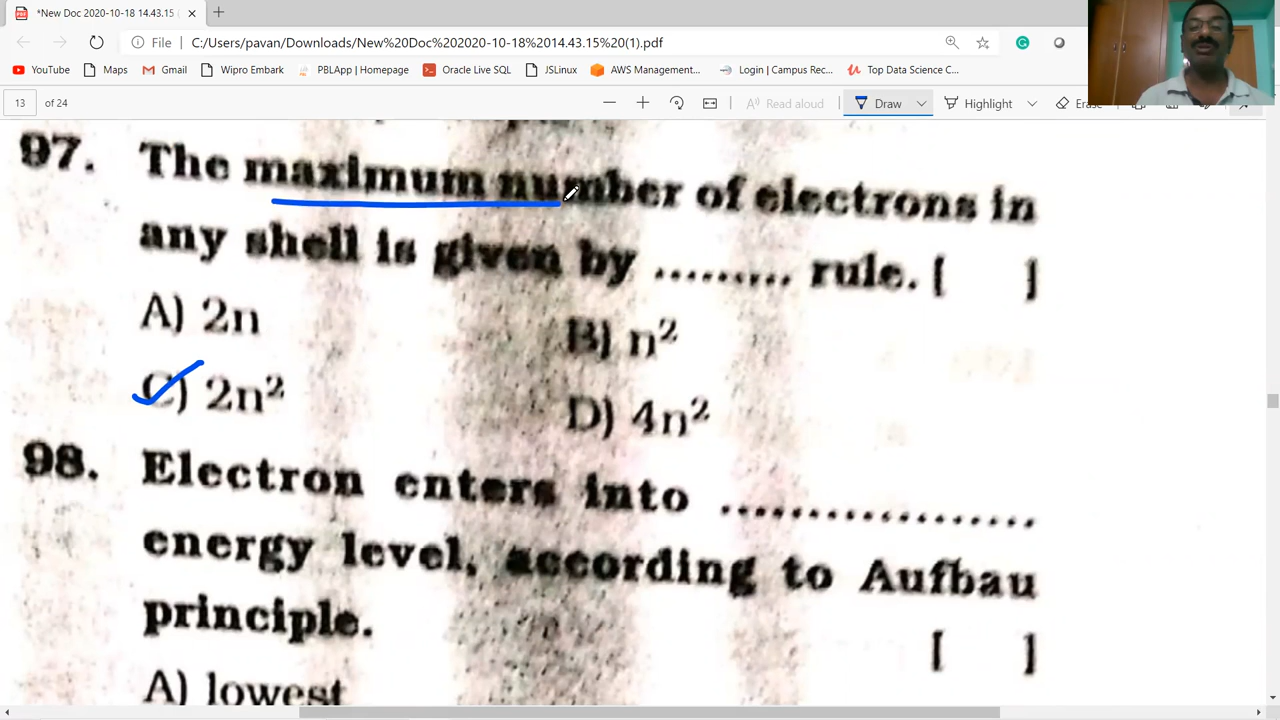 *New Doc 2020-10-18 14.43.15
File C:/Users/pavan/Downloads/New%20Doc%202020-10-18%2014.43.15%20(1).pdf
YouTube Maps Gmail Wipro Embark PBLApp | Homepage Oracle Live SQL JSLinux AWS Management... Login | Campus Rec... Top Data Science C...
13 of 24 Read aloud Draw Highlight Erase
97. The maximum number of electrons in
any shell is given by ......... rule. [ ]
A) 2n B) n²
C) 2n² D) 4n²
98. Electron enters into ..................
energy level, according to Aufbau
principle. [ ]
A) lowest